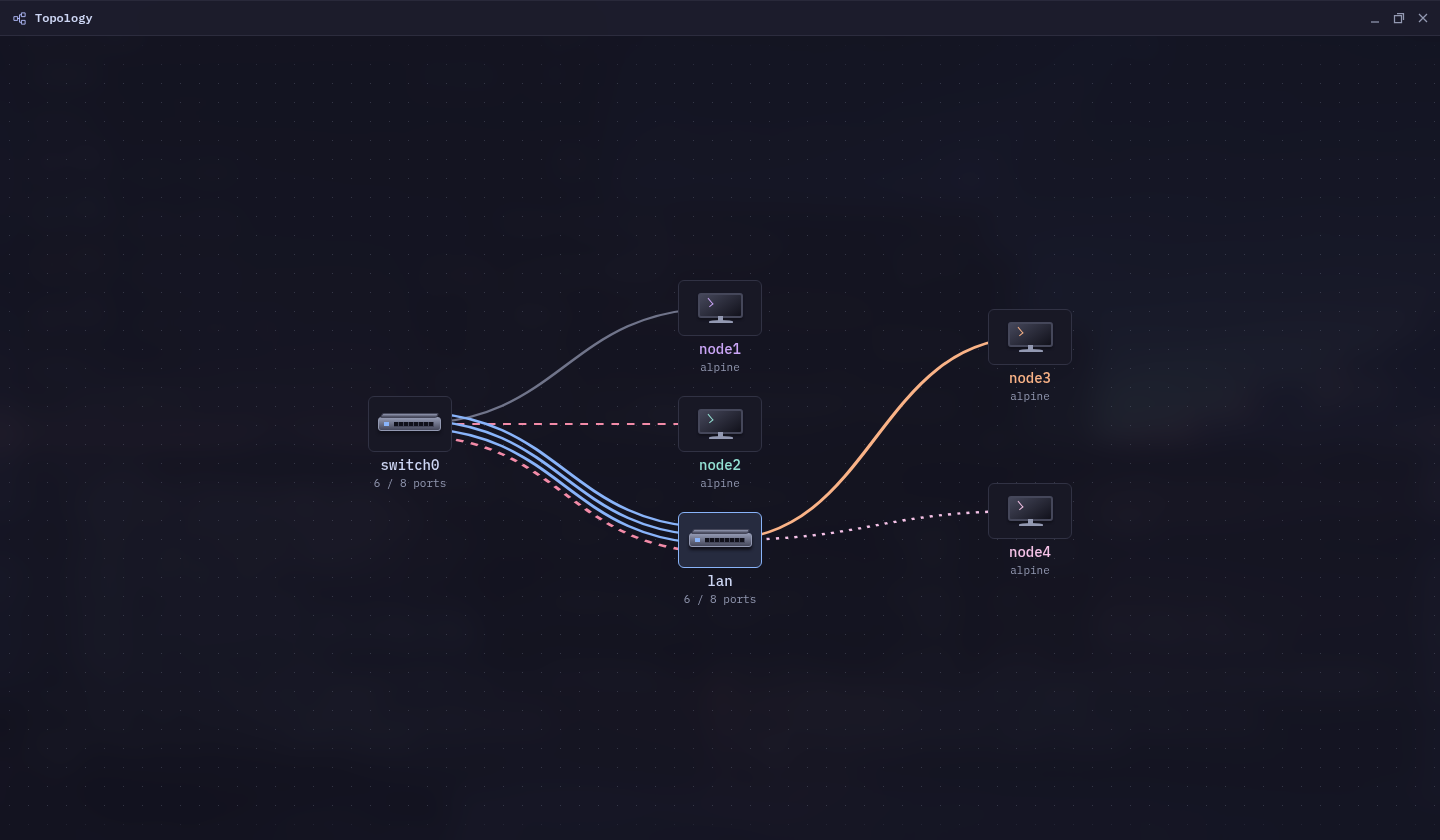 Topology
node1
alpine
node3
alpine
switch0
6 / 8 ports
node2
alpine
node4
alpine
lan
6 / 8 ports